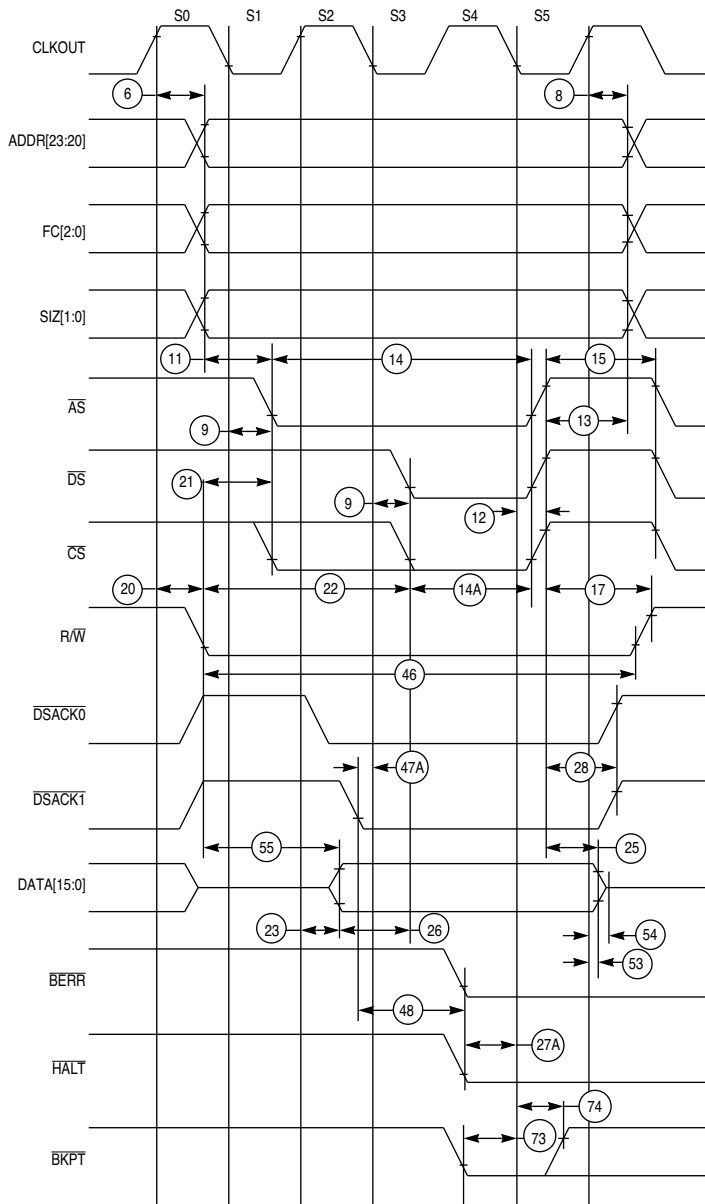 S0 S1 S2 S3 S4 S5
CLKOUT
6 8
ADDR[23:20]
FC[2:0]
SIZ[1:0]
11 14 15
AS
9 13
DS
21 9 12
CS
20 22 14A 17
R/W
46
DSACK0
47A 28
DSACK1
55 25
DATA[15:0]
23 26 54
53
BERR
48
27A
HALT
74
73
BKPT